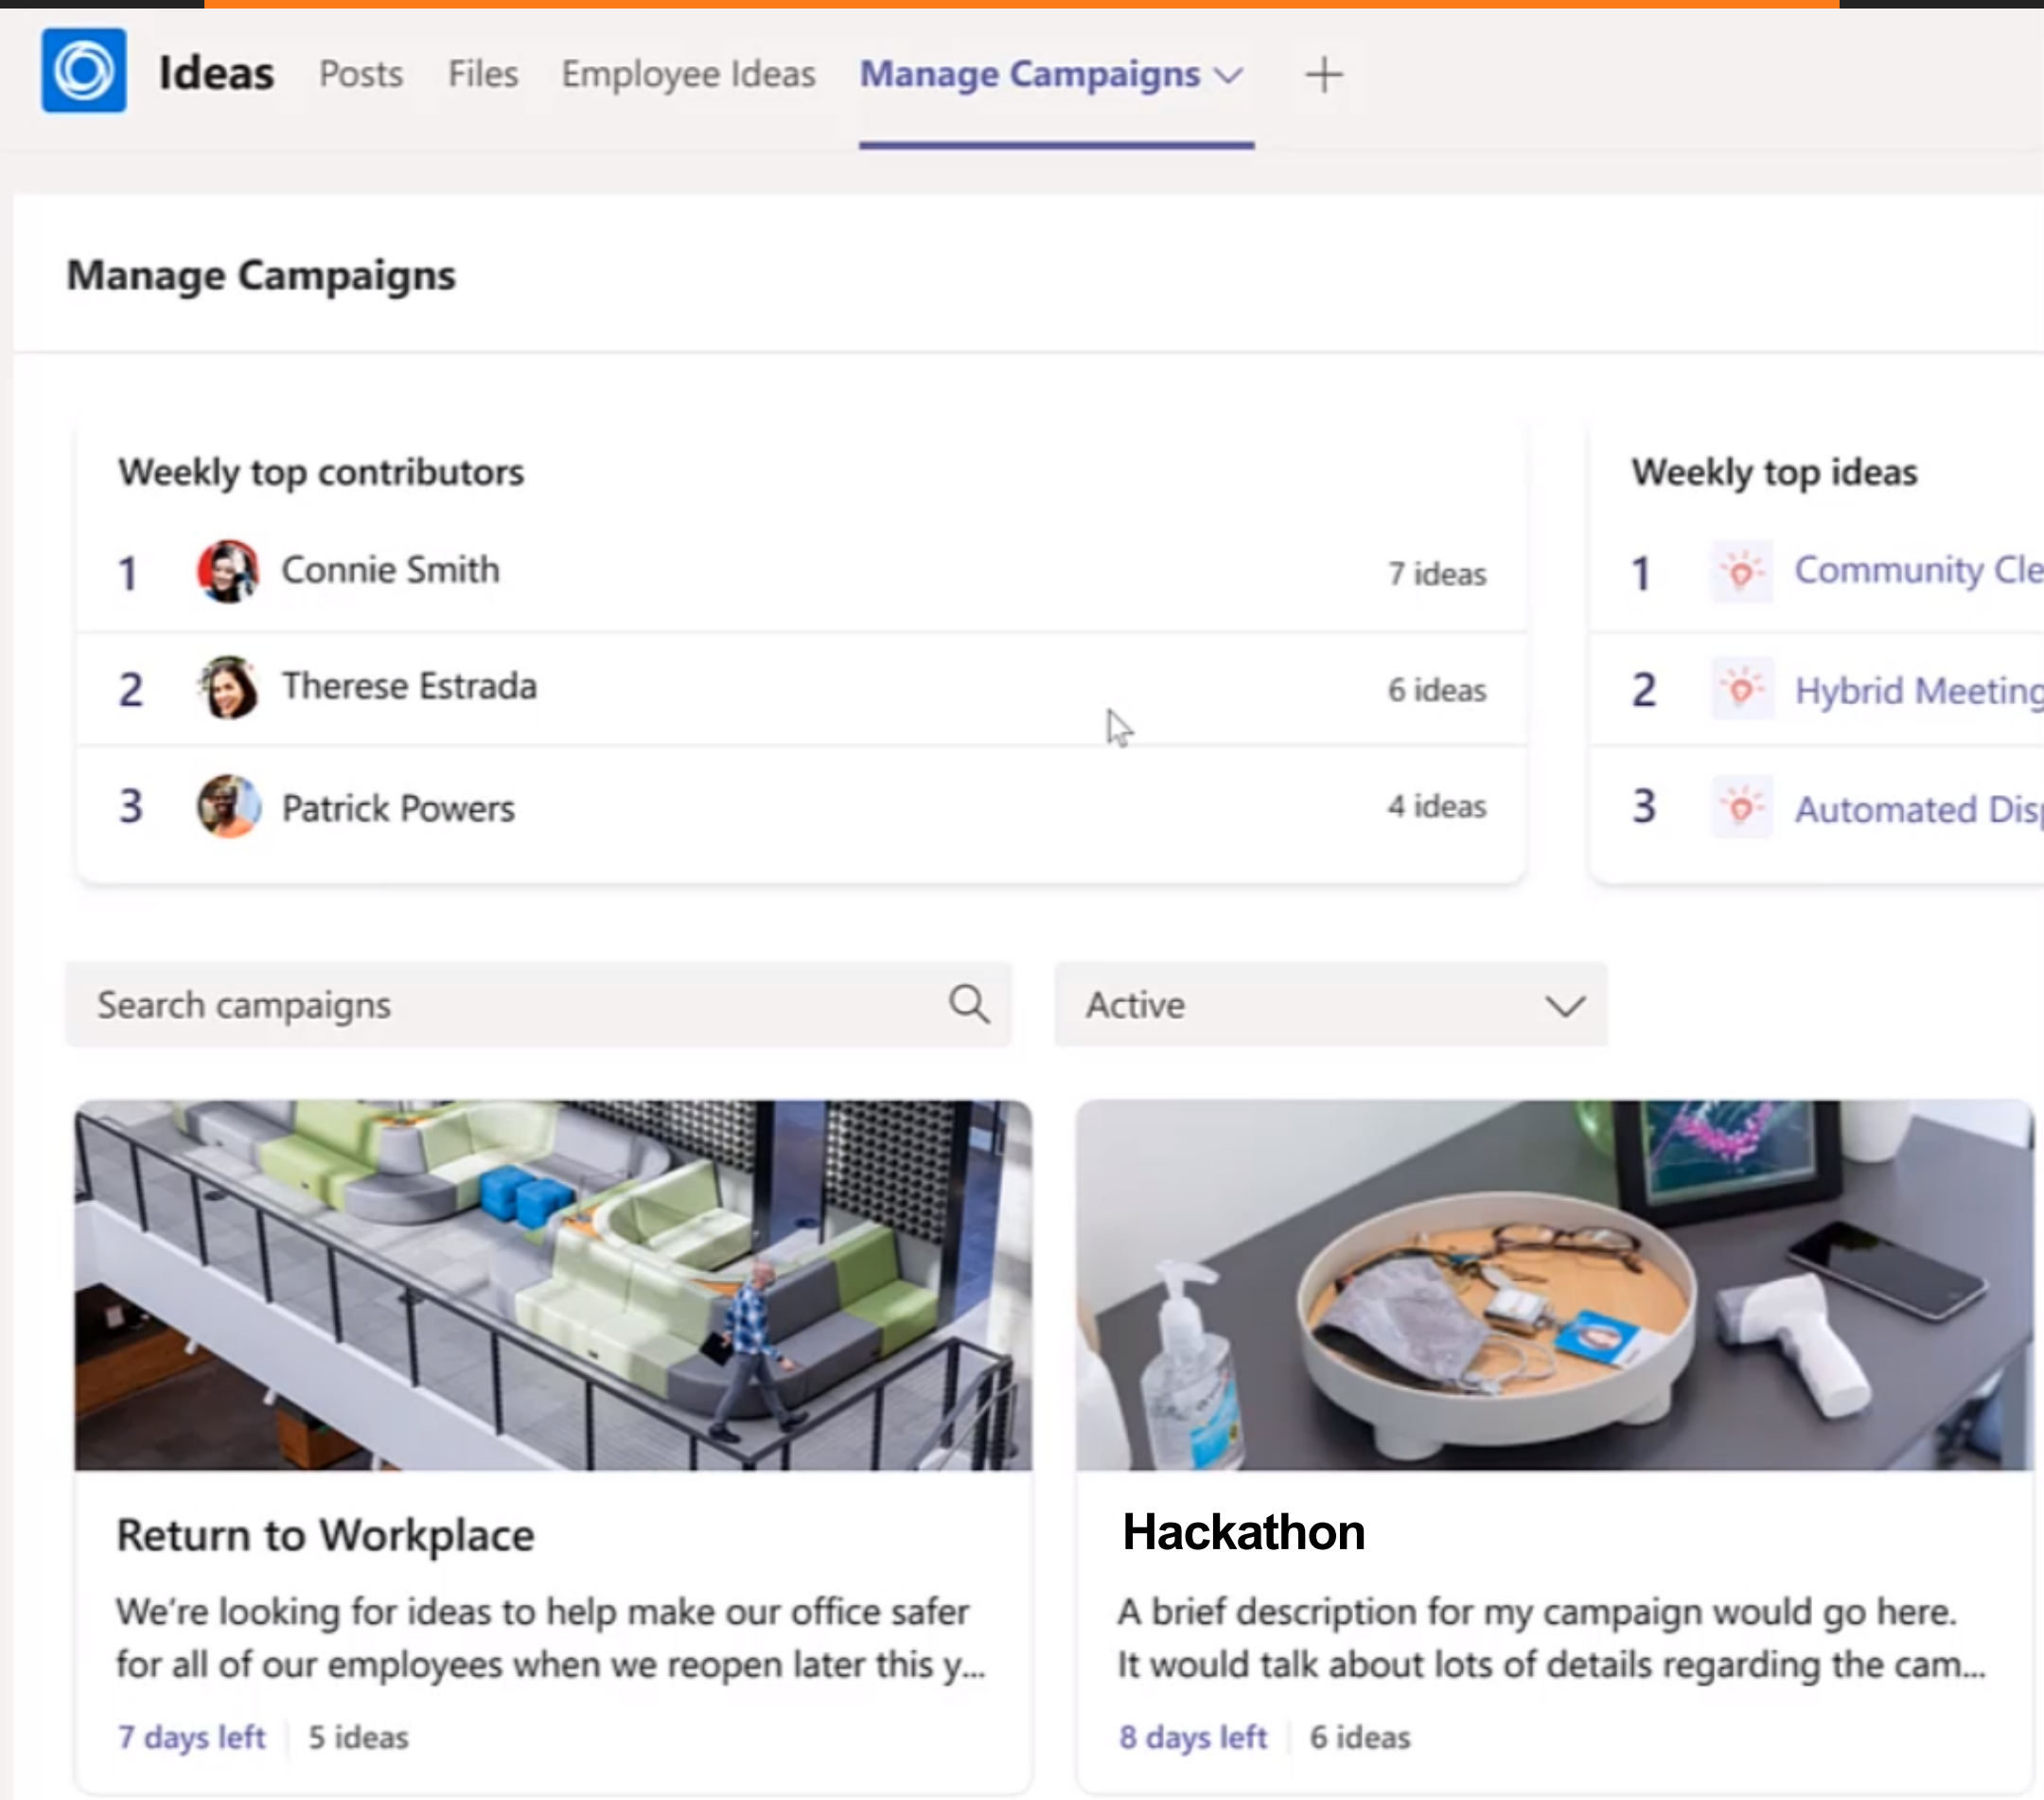 Ideas Posts Files Employee Ideas Manage Campaigns
Manage Campaigns
Weekly top contributors
1 Connie Smith 7 ideas
2 Therese Estrada 6 ideas
3 Patrick Powers 4 ideas
Weekly top ideas
1 Community
2 Hybrid Meeting
3 Automated
Search campaigns
Active
Return to Workplace
We're looking for ideas to help make our office safer
for all of our employees when we reopen later this y...
7 days left 5 ideas
Hackathon
A brief description for my campaign would go here.
It would talk about lots of details regarding the cam...
8 days left 6 ideas